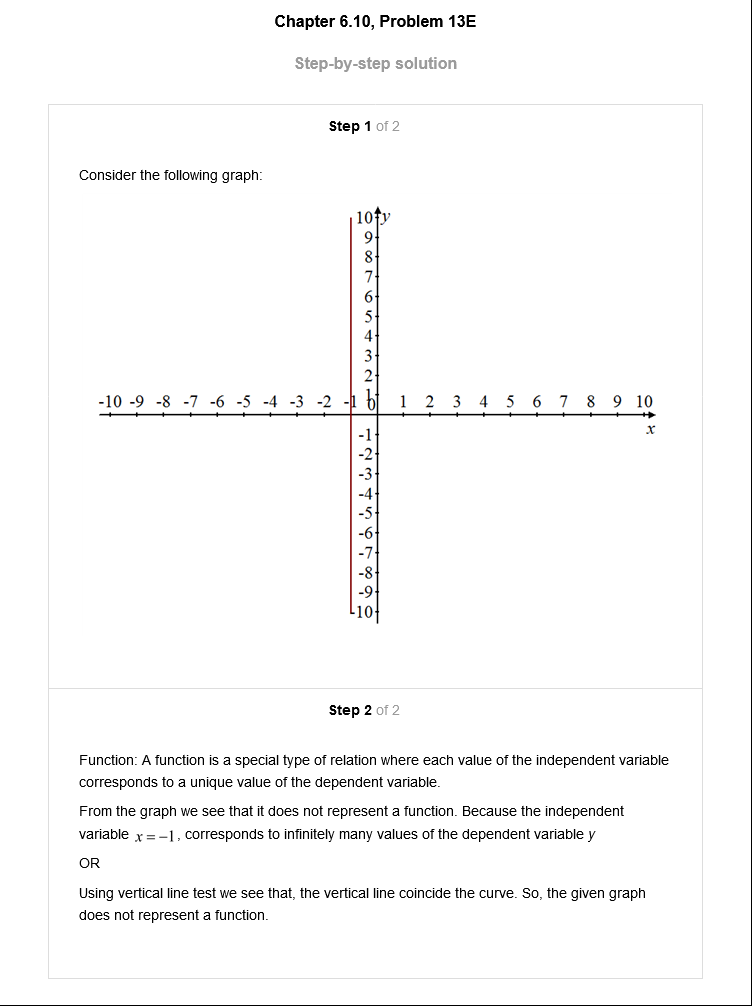 Chapter 6.10, Problem 13E
Step-by-step solution
Step 1 of 2
Consider the following graph:
10 y
9
8
7
6
5
4
3
2
1
-10 -9 -8 -7 -6 -5 -4 -3 -2 -1 0 1 2 3 4 5 6 7 8 9 10
x
-1
-2
-3
-4
-5
-6
-7
-8
-9
-10
Step 2 of 2
Function: A function is a special type of relation where each value of the independent variable
corresponds to a unique value of the dependent variable.
From the graph we see that it does not represent a function. Because the independent
variable x = −1, corresponds to infinitely many values of the dependent variable y
OR
Using vertical line test we see that, the vertical line coincide the curve. So, the given graph
does not represent a function.